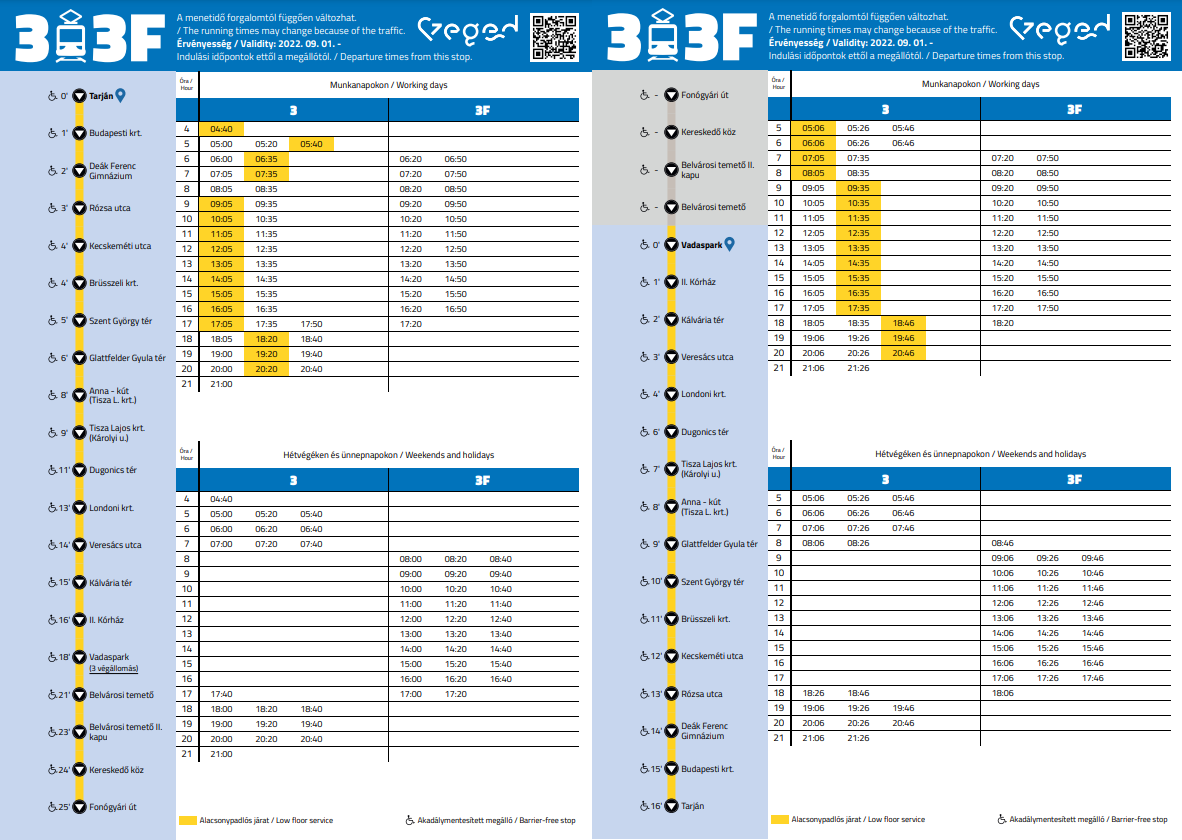 3 3F
A menetidő forgalomtól függően változhat.
/ The running times may change because of the traffic.
Érvényesség / Validity: 2022. 09. 01. -
Indulási időpontok ettől a megállótól. / Departure times from this stop.
Szeged
0' Tarján
1' Budapesti krt.
2' Deák Ferenc
Gimnázium
3' Rózsa utca
4' Kecskeméti utca
4' Brüsszeli krt.
5' Szent György tér
6' Glattfelder Gyula tér
8' Anna - kút
(Tisza L. krt.)
9' Tisza Lajos krt.
(Károlyi u.)
11' Dugonics tér
13' Londoni krt.
14' Veresács utca
15' Kálvária tér
16' II. Kórház
18' Vadaspark
(3 végállomás)
21' Belvárosi temető
23' Belvárosi temető II.
kapu
24' Kereskedő köz
25' Fonógyári út
Óra /
Hour
Munkanapokon / Working days
3 3F
4 04:40
5 05:00 05:20 05:40
6 06:00 06:35 06:20 06:50
7 07:05 07:35 07:20 07:50
8 08:05 08:35 08:20 08:50
9 09:05 09:35 09:20 09:50
10 10:05 10:35 10:20 10:50
11 11:05 11:35 11:20 11:50
12 12:05 12:35 12:20 12:50
13 13:05 13:35 13:20 13:50
14 14:05 14:35 14:20 14:50
15 15:05 15:35 15:20 15:50
16 16:05 16:35 16:20 16:50
17 17:05 17:35 17:50 17:20
18 18:05 18:20 18:40
19 19:00 19:20 19:40
20 20:00 20:20 20:40
21 21:00
Óra /
Hour
Hétvégéken és ünnepnapokon / Weekends and holidays
3 3F
4 04:40
5 05:00 05:20 05:40
6 06:00 06:20 06:40
7 07:00 07:20 07:40
8 08:00 08:20 08:40
9 09:00 09:20 09:40
10 10:00 10:20 10:40
11 11:00 11:20 11:40
12 12:00 12:20 12:40
13 13:00 13:20 13:40
14 14:00 14:20 14:40
15 15:00 15:20 15:40
16 16:00 16:20 16:40
17 17:40 17:00 17:20
18 18:00 18:20 18:40
19 19:00 19:20 19:40
20 20:00 20:20 20:40
21 21:00
Alacsonypadlós járat / Low floor service
Akadálymentesített megálló / Barrier-free stop
3 3F
A menetidő forgalomtól függően változhat.
/ The running times may change because of the traffic.
Érvényesség / Validity: 2022. 09. 01. -
Indulási időpontok ettől a megállótól. / Departure times from this stop.
Szeged
- Fonógyári út
- Kereskedő köz
- Belvárosi temető II.
kapu
- Belvárosi temető
0' Vadaspark
1' II. Kórház
2' Kálvária tér
3' Veresács utca
4' Londoni krt.
6' Dugonics tér
7' Tisza Lajos krt.
(Károlyi u.)
8' Anna - kút
(Tisza L. krt.)
9' Glattfelder Gyula tér
10' Szent György tér
11' Brüsszeli krt.
12' Kecskeméti utca
13' Rózsa utca
14' Deák Ferenc
Gimnázium
15' Budapesti krt.
16' Tarján
Óra /
Hour
Munkanapokon / Working days
3 3F
5 05:06 05:26 05:46
6 06:06 06:26 06:46
7 07:05 07:35 07:20 07:50
8 08:05 08:35 08:20 08:50
9 09:05 09:35 09:20 09:50
10 10:05 10:35 10:20 10:50
11 11:05 11:35 11:20 11:50
12 12:05 12:35 12:20 12:50
13 13:05 13:35 13:20 13:50
14 14:05 14:35 14:20 14:50
15 15:05 15:35 15:20 15:50
16 16:05 16:35 16:20 16:50
17 17:05 17:35 17:20 17:50
18 18:05 18:35 18:46 18:20
19 19:06 19:26 19:46
20 20:06 20:26 20:46
21 21:06 21:26
Óra /
Hour
Hétvégéken és ünnepnapokon / Weekends and holidays
3 3F
5 05:06 05:26 05:46
6 06:06 06:26 06:46
7 07:06 07:26 07:46
8 08:06 08:26 08:46
9 09:06 09:26 09:46
10 10:06 10:26 10:46
11 11:06 11:26 11:46
12 12:06 12:26 12:46
13 13:06 13:26 13:46
14 14:06 14:26 14:46
15 15:06 15:26 15:46
16 16:06 16:26 16:46
17 17:06 17:26 17:46
18 18:26 18:46 18:06
19 19:06 19:26 19:46
20 20:06 20:26 20:46
21 21:06 21:26
Alacsonypadlós járat / Low floor service
Akadálymentesített megálló / Barrier-free stop